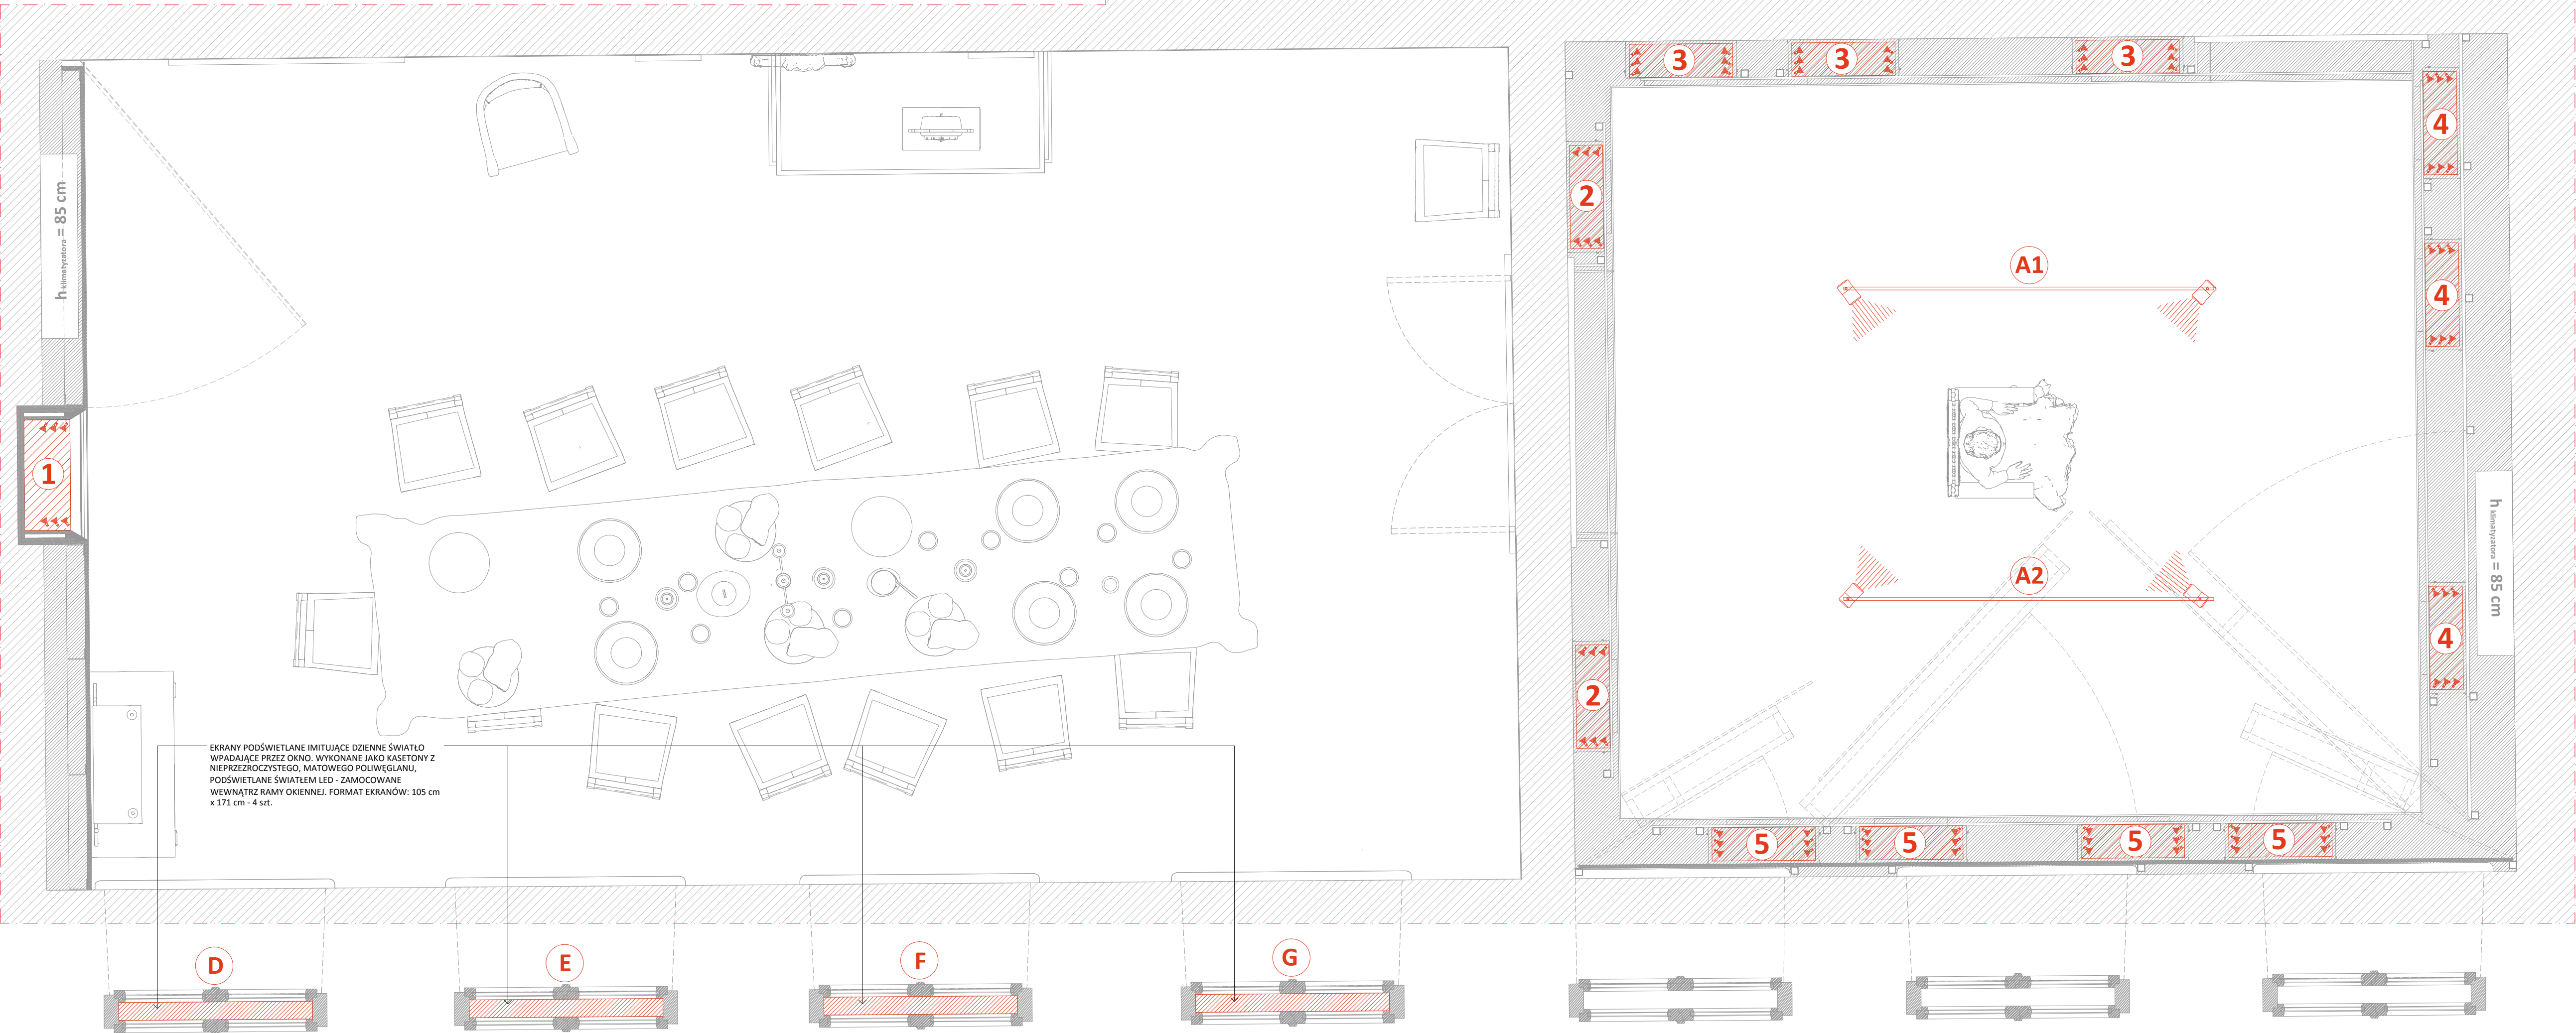 3
3
3
4
2
h klimatyzatora = 85 cm
A1
4
1
h klimatyzatora = 85 cm
A2
4
2
EKRANY PODŚWIETLANE IMITUJĄCE DZIENNE ŚWIATŁO
WPADAJĄCE PRZEZ OKNO. WYKONANE JAKO KASETONY Z
NIEPRZEZROCZYSTEGO, MATOWEGO POLIWĘGLANU,
PODŚWIETLANE ŚWIATŁEM LED - ZAMOCOWANE
WEWNĄTRZ RAMY OKIENNEJ. FORMAT EKRANÓW: 105 cm
x 171 cm - 4 szt.
5
5
5
5
D
E
F
G